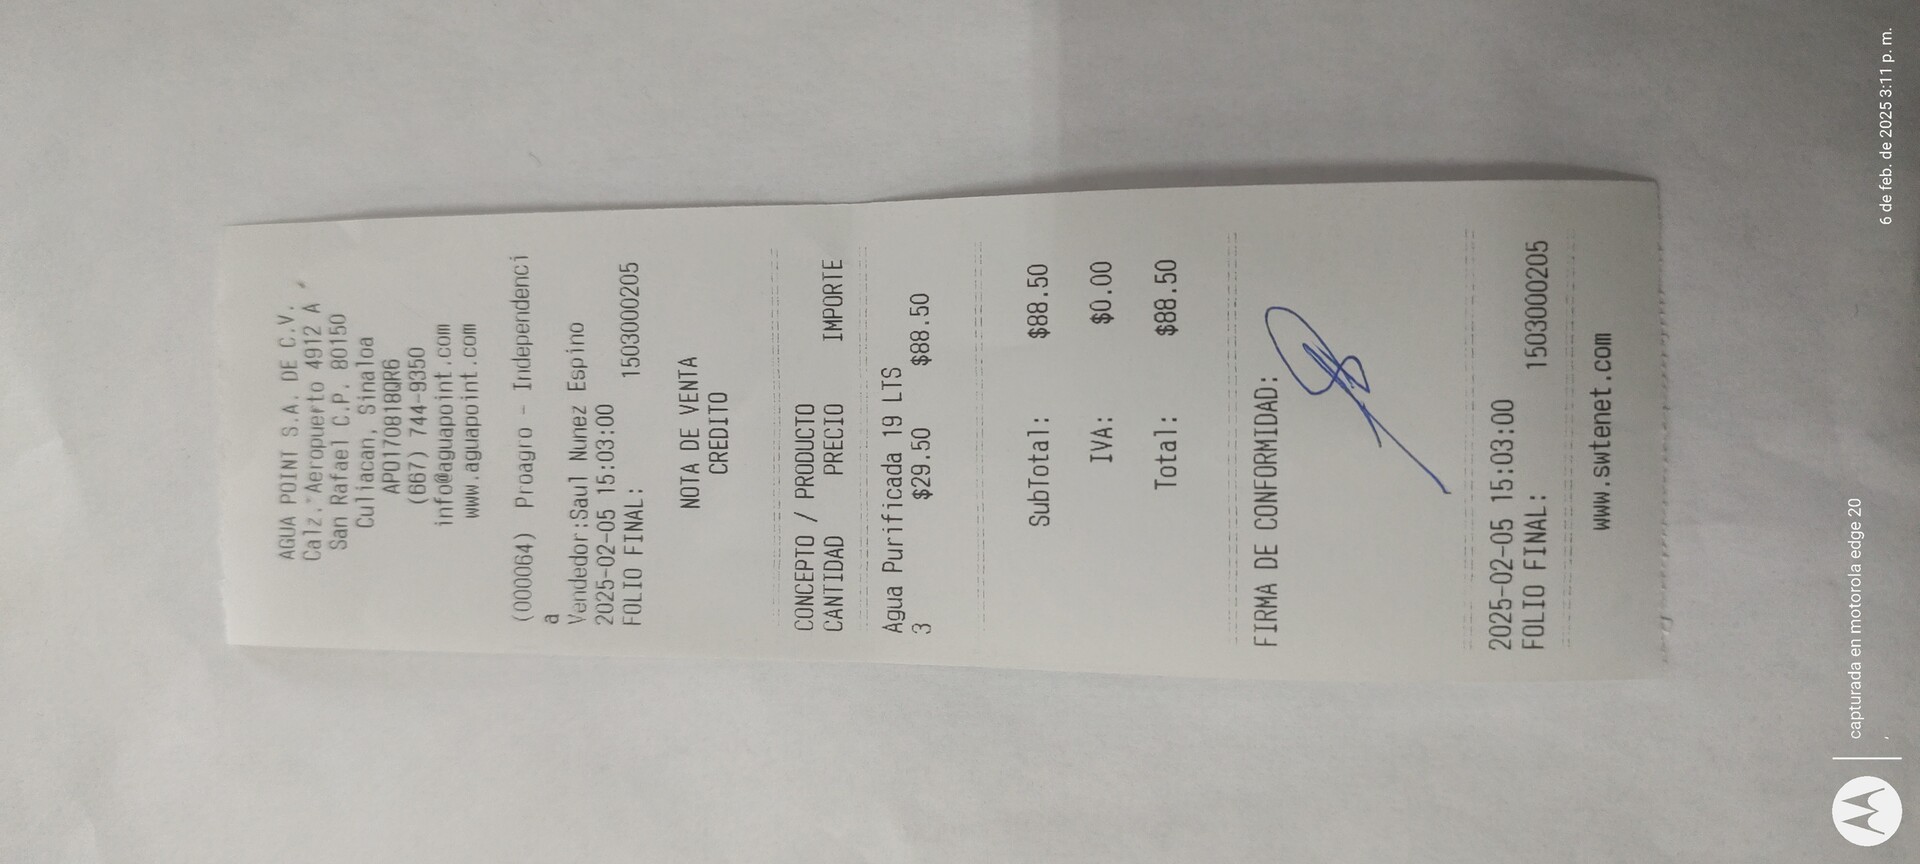 AGUA POINT S.A. DE C.V.
Calz. Aeropuerto 4912 A
San Rafael C.P. 80150
Culiacan, Sinaloa
APO170818QR6
(667) 744-9350
info@aguapoint.com
www.aguapoint.com
(000064) Proagro - Independenci
a
Vendedor:Saul Nunez Espino
2025-02-05 15:03:00
FOLIO FINAL: 1503000205
NOTA DE VENTA
CREDITO
CONCEPTO / PRODUCTO
CANTIDAD PRECIO IMPORTE
Agua Purificada 19 LTS
3 $29.50 $88.50
SubTotal: $88.50
IVA: $0.00
Total: $88.50
FIRMA DE CONFORMIDAD:
2025-02-05 15:03:00
FOLIO FINAL: 1503000205
www.swtenet.com
capturada en motorola edge 20
6 de feb. de 2025 3:11 p. m.